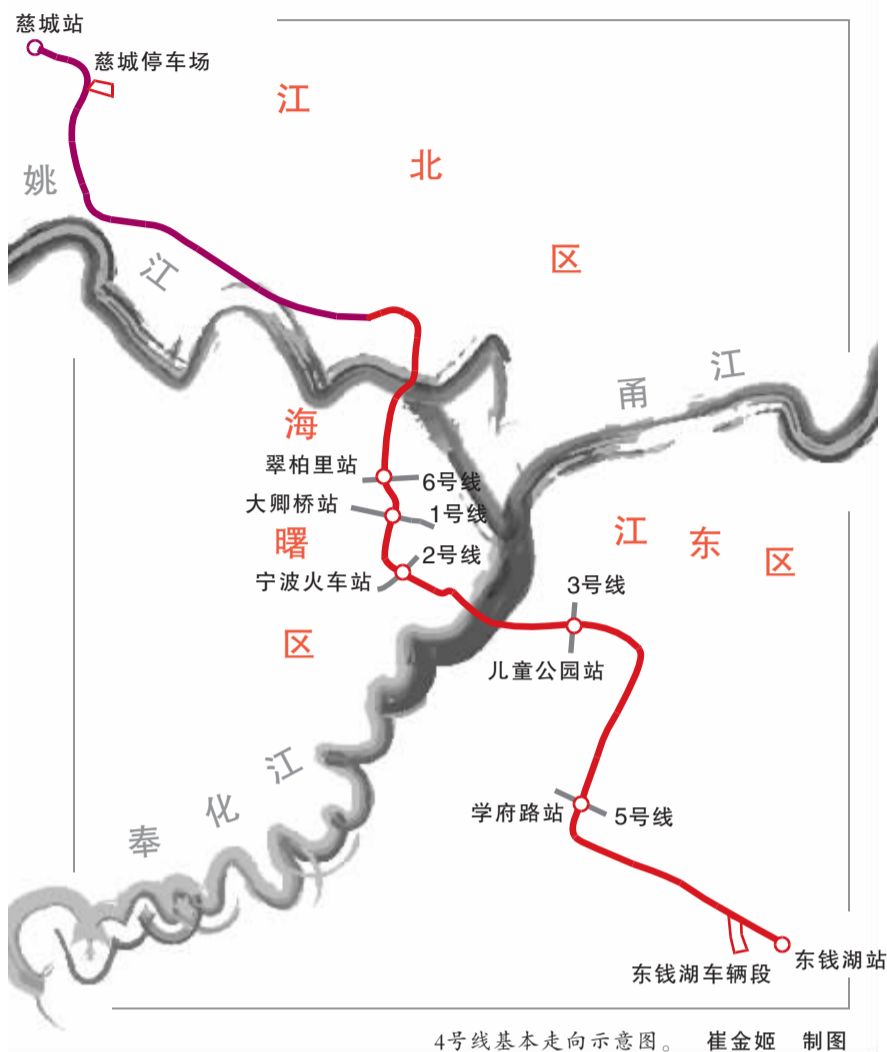 慈城站
慈城停车场
江北区
姚江
甬江
海曙区
翠柏里站
6号线
大卿桥站
1号线
2号线
宁波火车站
江东区
3号线
儿童公园站
奉化江
学府路站
5号线
东钱湖站
东钱湖车辆段
4号线基本走向示意图。 崔金姬 制图